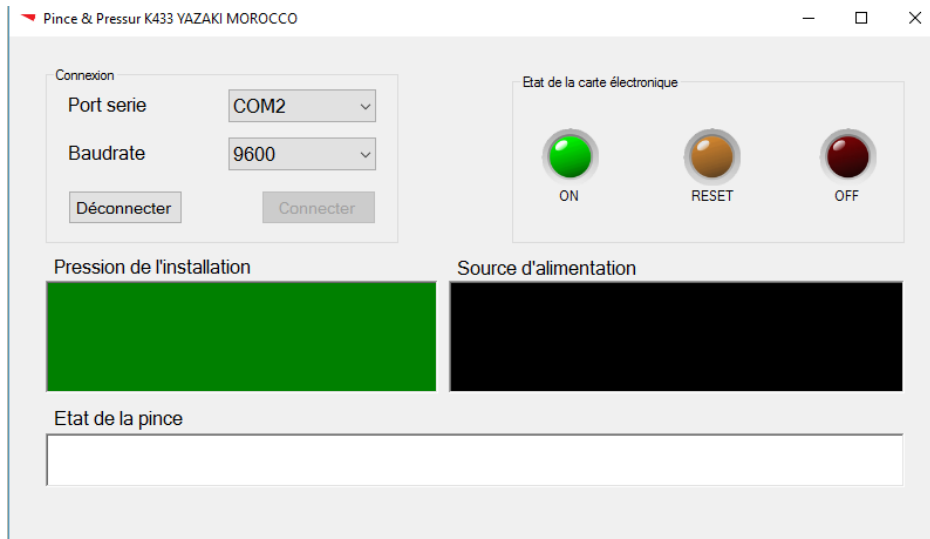 Pince & Pressur K433 YAZAKI MOROCCO
Connexion
Port serie
COM2
Baudrate
9600
Déconnecter
Connecter
Etat de la carte électronique
ON
RESET
OFF
Pression de l'installation
Source d'alimentation
Etat de la pince